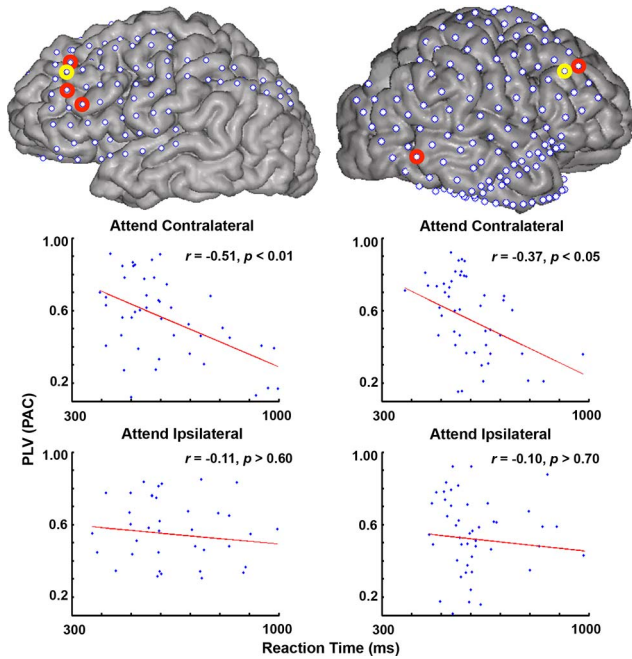 Attend Contralateral Attend Contralateral
r = -0.51, p < 0.01 r = -0.37, p < 0.05
1.00 1.00
0.6 0.6
0.2 0.2
300 1000 300 1000
PLV (PAC)
Attend Ipsilateral Attend Ipsilateral
r = -0.11, p > 0.60 r = -0.10, p > 0.70
1.00 1.00
0.6 0.6
0.2 0.2
300 1000 300 1000
Reaction Time (ms)